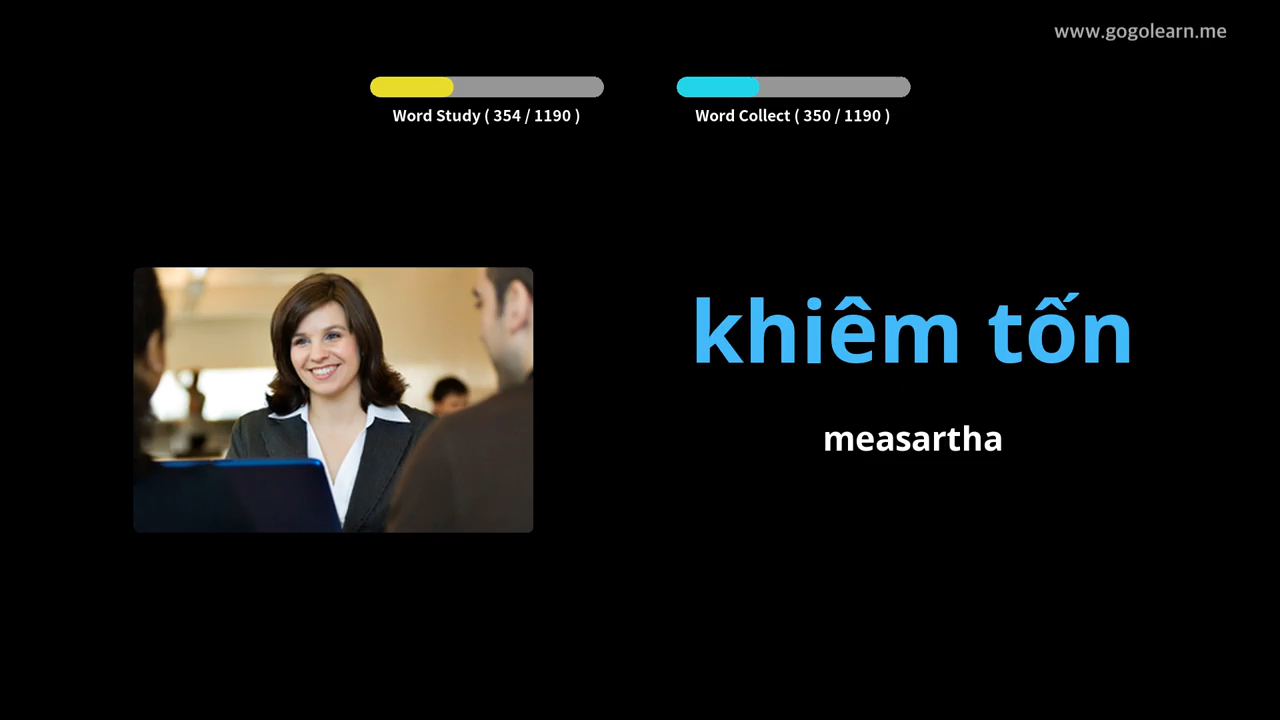 www.gogolearn.me
Word Study ( 354 / 1190 )
Word Collect ( 350 / 1190 )
khiêm tốn
measartha